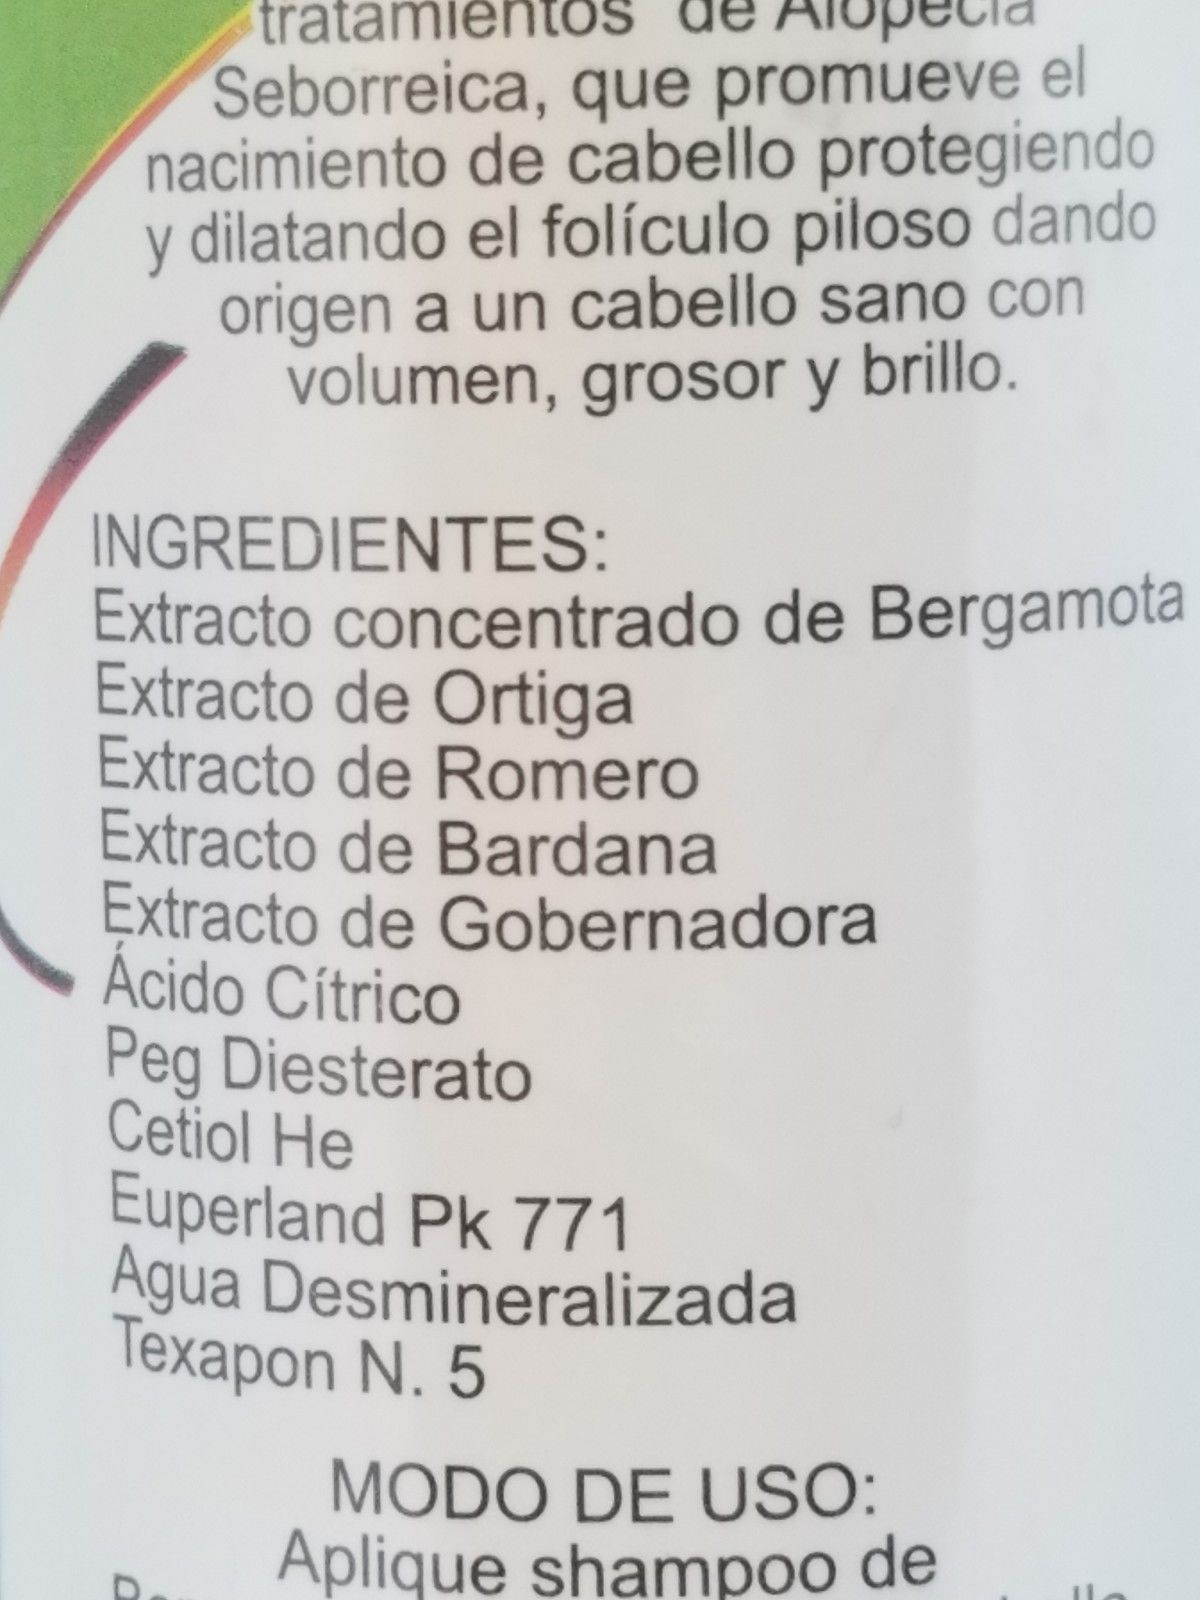 tratamientos de Alopecia
Seborreica, que promueve el
nacimiento de cabello protegiendo
y dilatando el folículo piloso dando
origen a un cabello sano con
volumen, grosor y brillo.
INGREDIENTES:
Extracto concentrado de Bergamota
Extracto de Ortiga
Extracto de Romero
Extracto de Bardana
Extracto de Gobernadora
Ácido Cítrico
Peg Diesterato
Cetiol He
Euperland Pk 771
Agua Desmineralizada
Texapon N. 5
MODO DE USO:
Aplique shampoo de